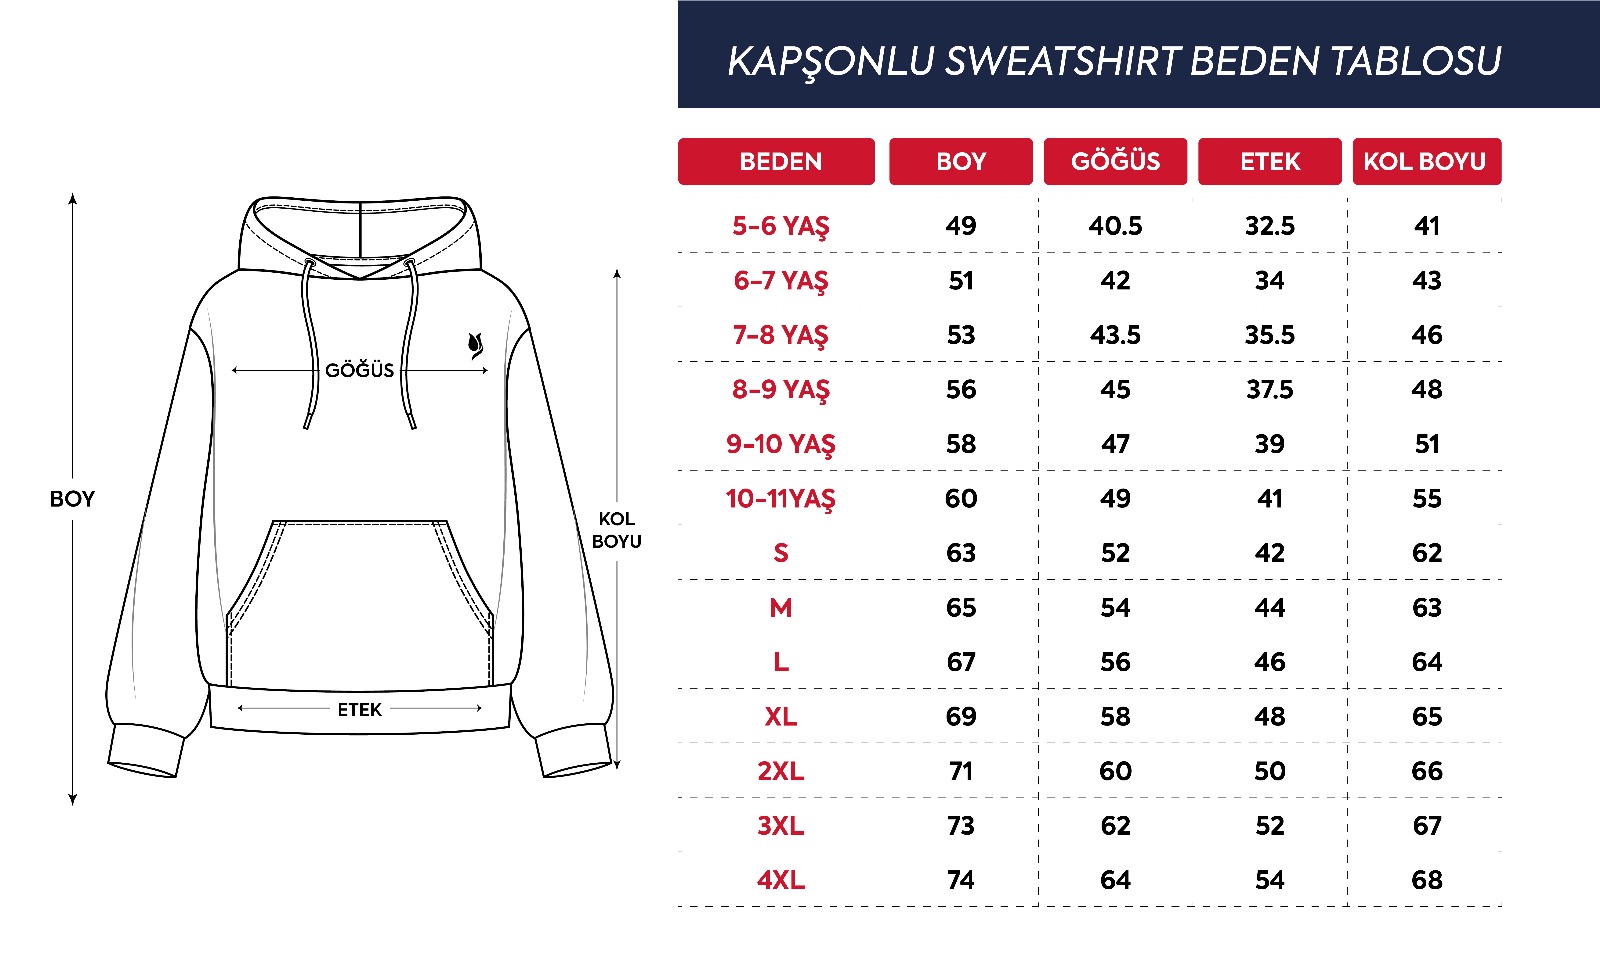 KAPŞONLU SWEATSHIRT BEDEN TABLOSU
BEDEN BOY GÖĞÜS ETEK KOL BOYU
5-6 YAŞ 49 40.5 32.5 41
6-7 YAŞ 51 42 34 43
7-8 YAŞ 53 43.5 35.5 46
8-9 YAŞ 56 45 37.5 48
9-10 YAŞ 58 47 39 51
10-11YAŞ 60 49 41 55
S 63 52 42 62
M 65 54 44 63
L 67 56 46 64
XL 69 58 48 65
2XL 71 60 50 66
3XL 73 62 52 67
4XL 74 64 54 68
GÖĞÜS
BOY
KOL
BOYU
ETEK